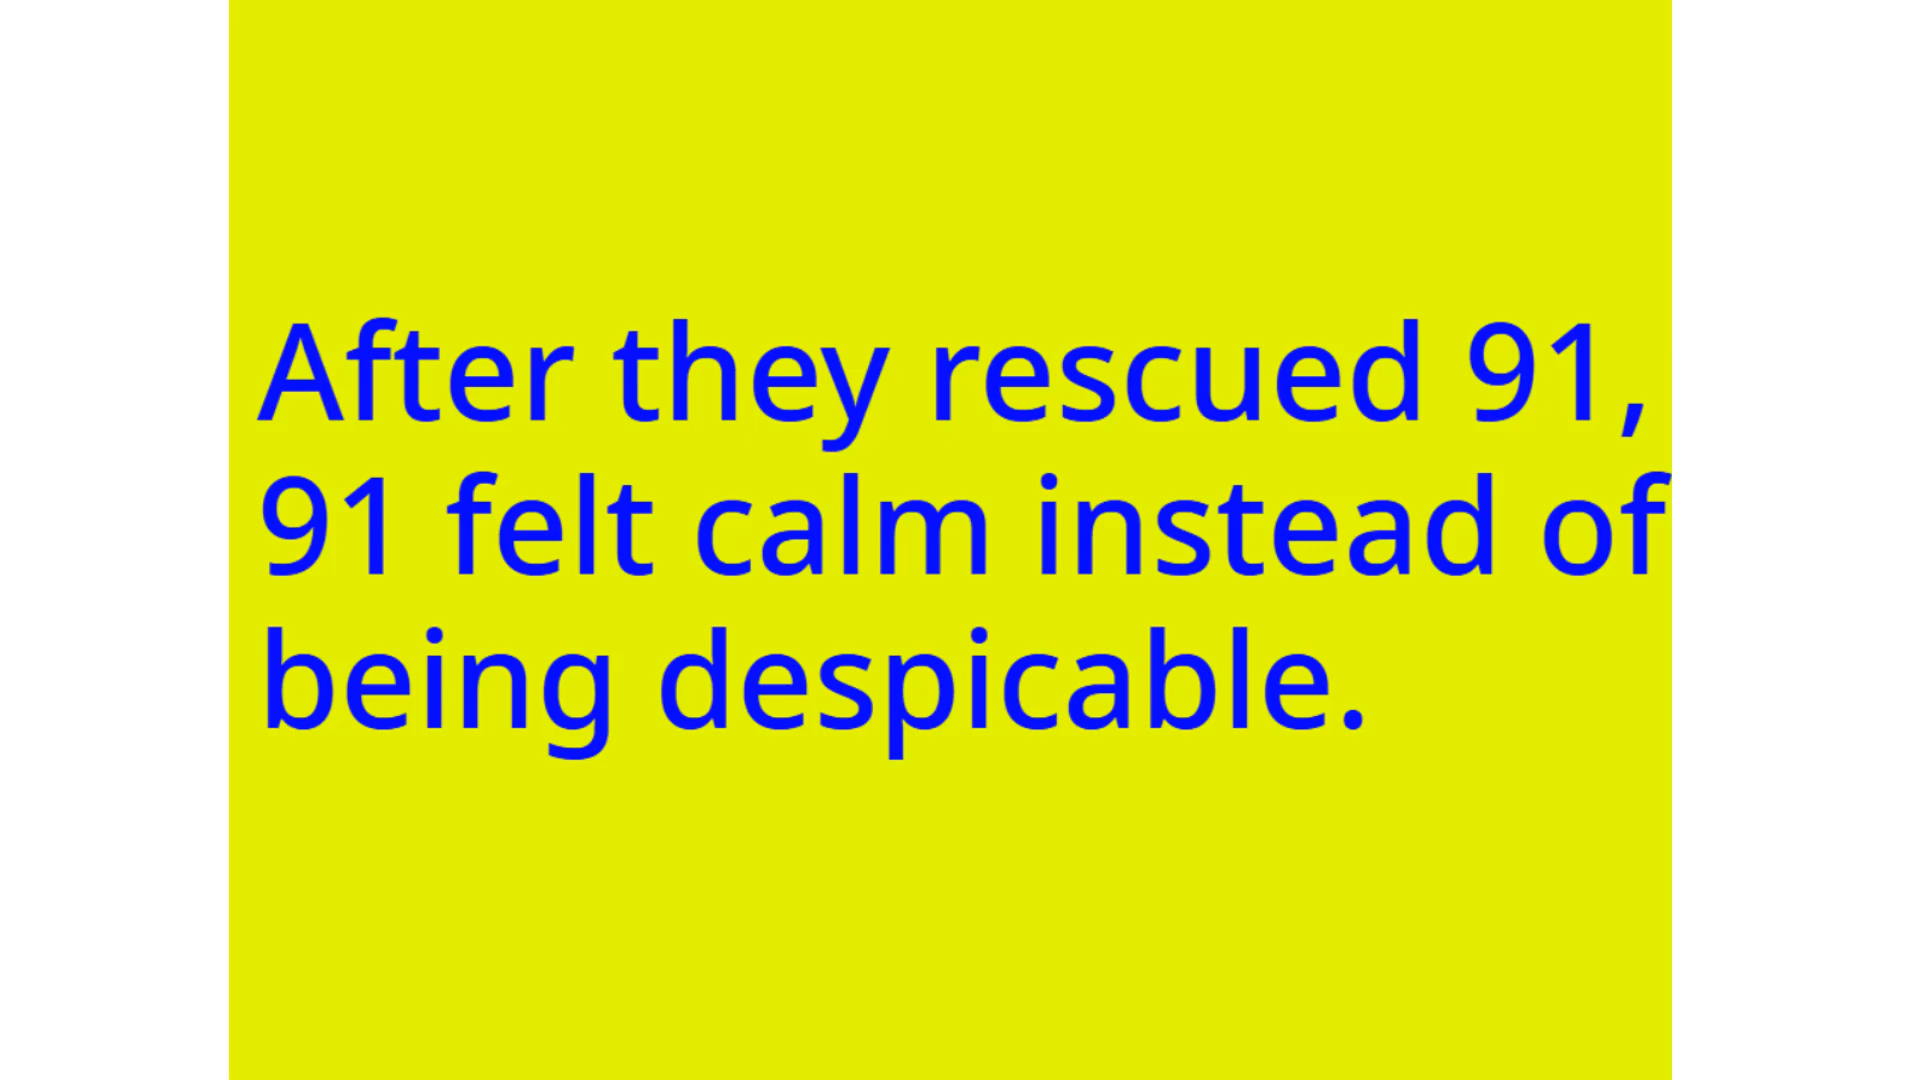 After they rescued 91,
91 felt calm instead of
being despicable.